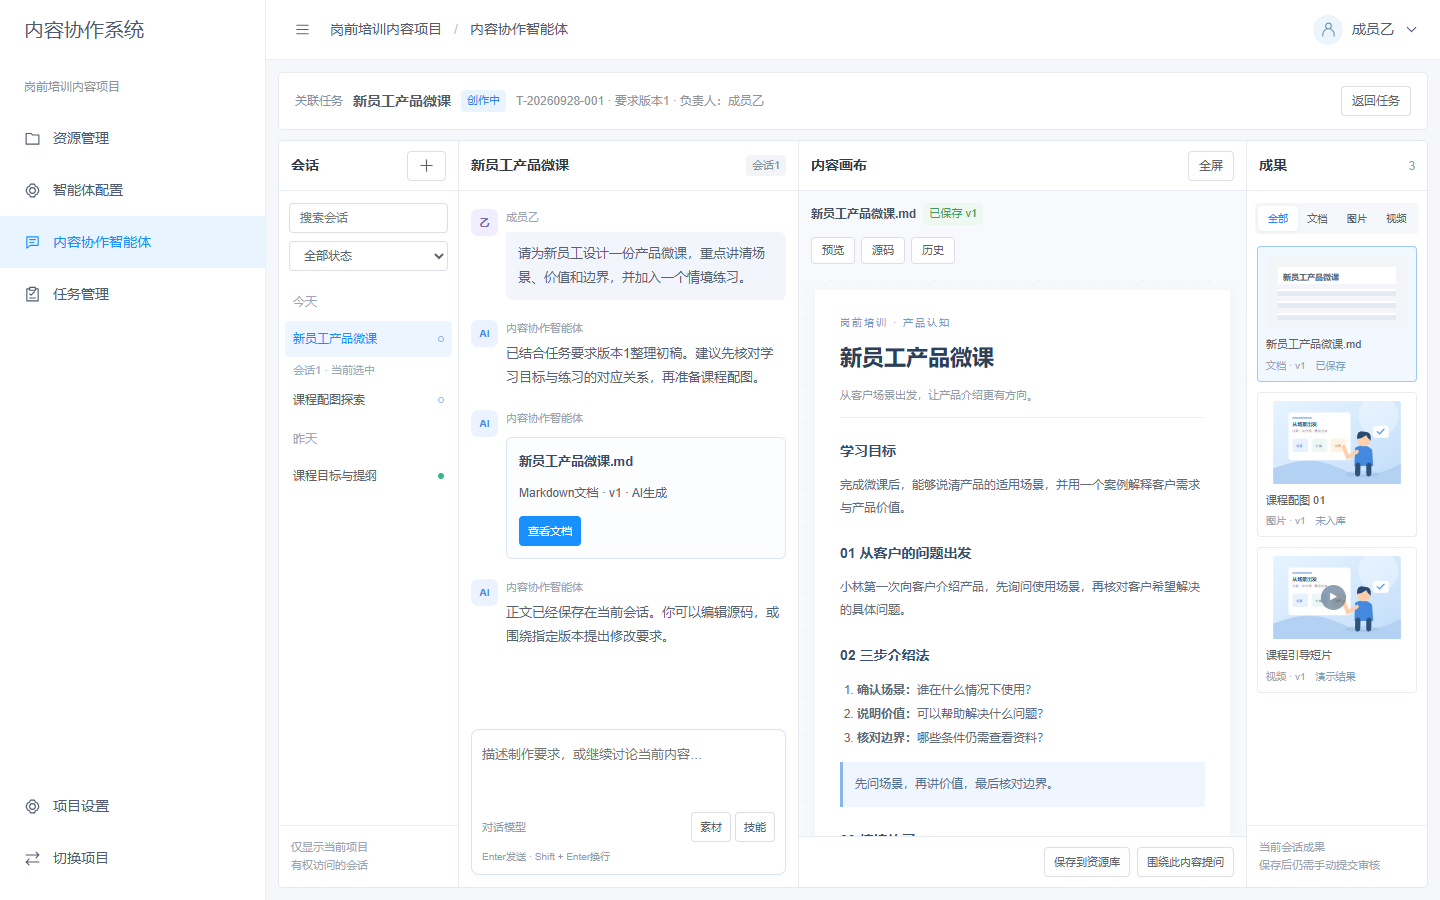 内容协作系统
岗前培训内容项目
资源管理
智能体配置
内容协作智能体
任务管理
项目设置
切换项目
岗前培训内容项目 / 内容协作智能体
成员乙
关联任务 新员工产品微课 创作中 T-20260928-001 · 要求版本1 · 负责人：成员乙
返回任务
会话
搜索会话
全部状态
今天
新员工产品微课
会话1 · 当前选中
课程配图探索
昨天
课程目标与提纲
仅显示当前项目
有权访问的会话
新员工产品微课 会话1
乙 成员乙
请为新员工设计一份产品微课，重点讲清场
景、价值和边界，并加入一个情境练习。
AI 内容协作智能体
已结合任务要求版本1整理初稿。建议先核对学
习目标与练习的对应关系，再准备课程配图。
AI 内容协作智能体
新员工产品微课.md
Markdown文档 · v1 · AI生成
查看文档
AI 内容协作智能体
正文已经保存在当前会话。你可以编辑源码，或
围绕指定版本提出修改要求。
描述制作要求，或继续讨论当前内容...
对话模型 素材 技能
Enter发送 · Shift + Enter换行
内容画布 全屏
新员工产品微课.md 已保存 v1
预览 源码 历史
岗前培训 · 产品认知
新员工产品微课
从客户场景出发，让产品介绍更有方向。
学习目标
完成微课后，能够说清产品的适用场景，并用一个案例解释客户需求
与产品价值。
01 从客户的问题出发
小林第一次向客户介绍产品，先询问使用场景，再核对客户希望解决
的具体问题。
02 三步介绍法
1. 确认场景：谁在什么情况下使用？
2. 说明价值：可以帮助解决什么问题？
3. 核对边界：哪些条件仍需查看资料？
先问场景，再讲价值，最后核对边界。
保存到资源库 围绕此内容提问
成果 3
全部 文档 图片 视频
新员工产品微课
新员工产品微课.md
文档 · v1 已保存
从场景出发
课程配图 01
图片 · v1 未入库
从场景出发
课程引导短片
视频 · v1 演示结果
当前会话成果
保存后仍需手动提交审核